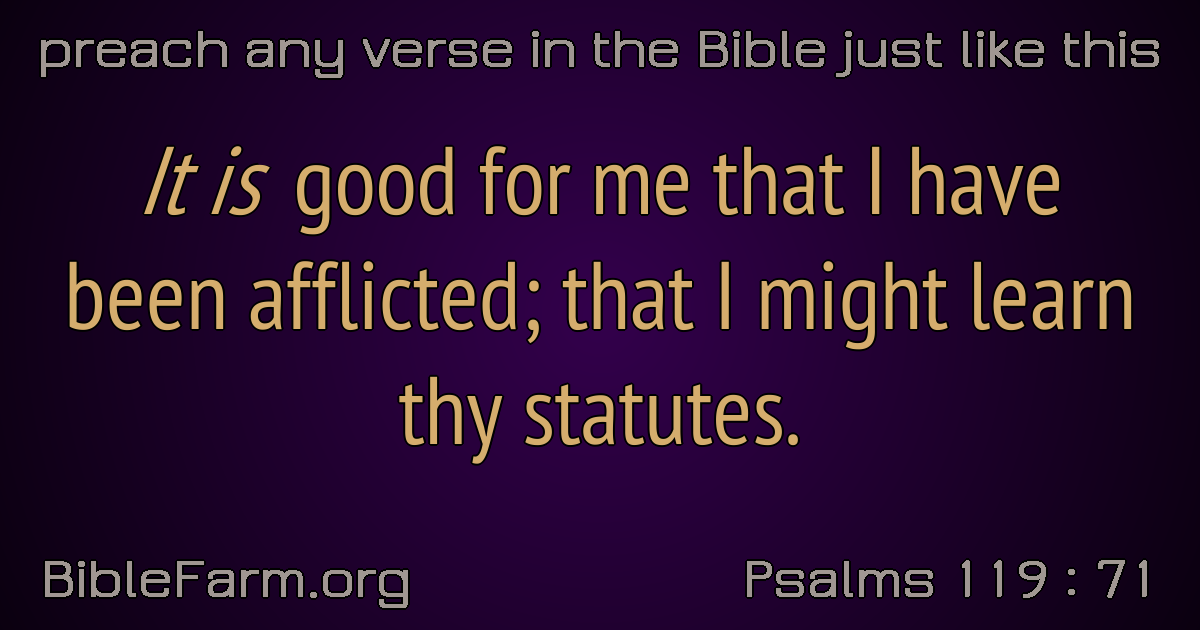 preach any verse in the Bible just like this
It is good for me that I have
been afflicted; that I might learn
thy statutes.
BibleFarm.org
Psalms 119 : 71